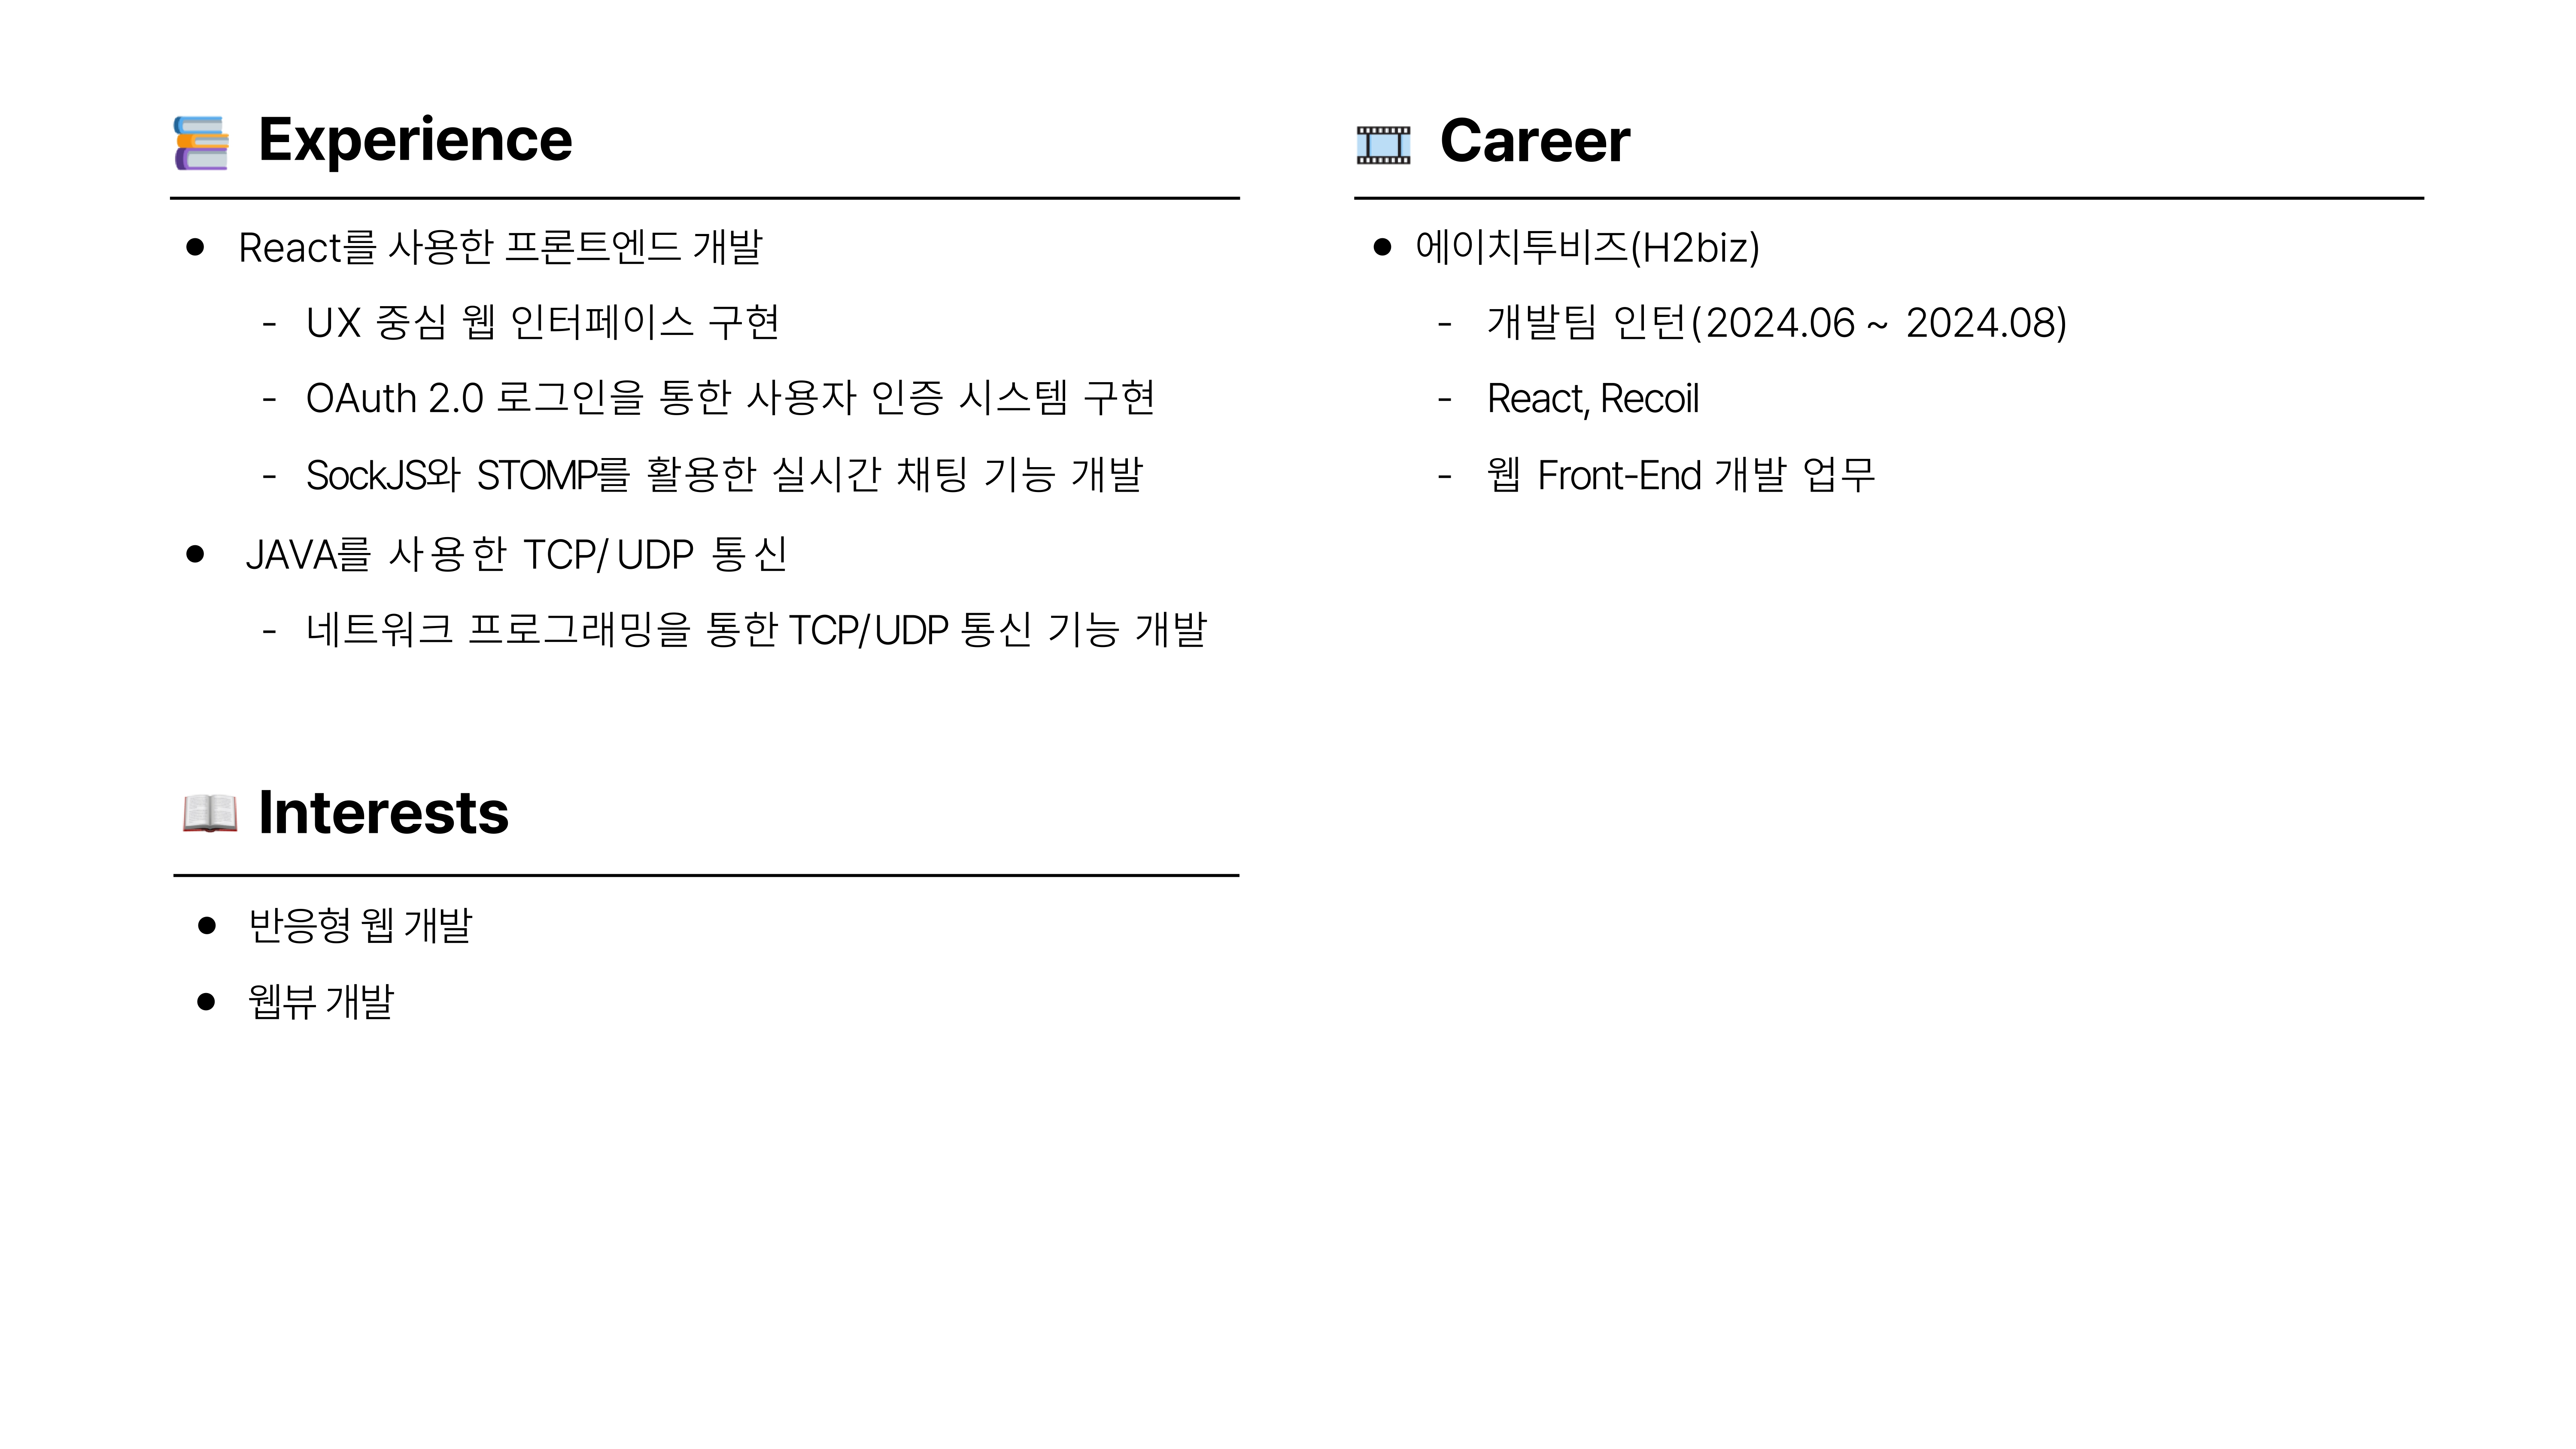 Experience
● React를 사용한 프론트엔드 개발
- UX 중심 웹 인터페이스 구현
- OAuth 2.0 로그인을 통한 사용자 인증 시스템 구현
- SockJS와 STOMP를 활용한 실시간 채팅 기능 개발
● JAVA를 사용한 TCP/UDP 통신
- 네트워크 프로그래밍을 통한 TCP/UDP 통신 기능 개발
Interests
● 반응형 웹 개발
● 웹뷰 개발
Career
● 에이치투비즈(H2biz)
- 개발팀 인턴(2024.06 ~ 2024.08)
- React, Recoil
- 웹 Front-End 개발 업무